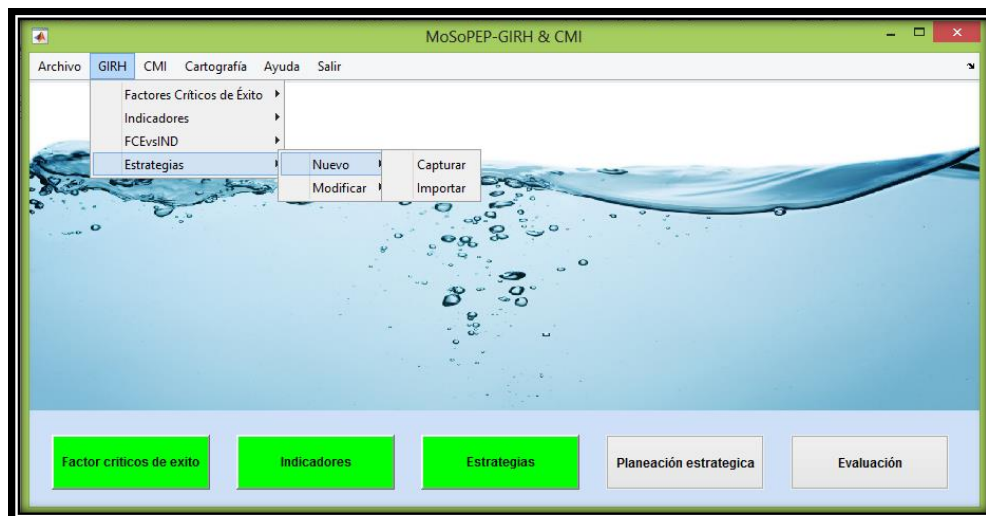 MoSoPEP-GIRH & CMI
Archivo GIRH CMI Cartografía Ayuda Salir
Factores Críticos de Éxito
Indicadores
FCEvsIND
Estrategias Nuevo Capturar
Modificar Importar
Factor criticos de exito Indicadores Estrategias Planeación estrategica Evaluación